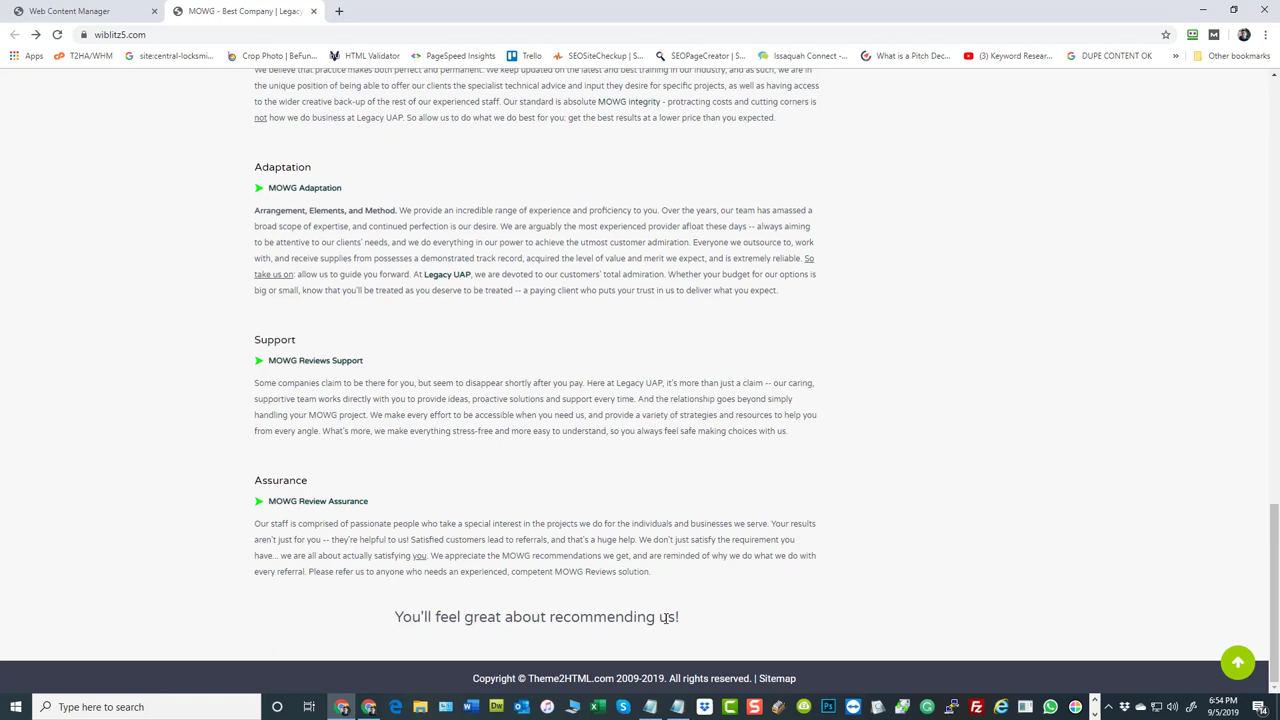 Web Content Manager
MOWG - Best Company | Legacy
wiblitz5.com
Apps
T2HA/WHM
site:central-locksmi...
Crop Photo | BeFun...
HTML Validator
PageSpeed Insights
Trello
SEOSiteCheckup | S...
SEOPageCreator | S...
Issaquah Connect -...
What is a Pitch Dec...
(3) Keyword Resear...
DUPE CONTENT OK
»
Other bookmarks
We believe that practice makes both perfect and permanent. We keep updated on the latest and best training in our industry, and as such, we are in
the unique position of being able to offer our clients the specialist technical advice and input they desire for specific projects, as well as having access
to the wider creative back-up of the rest of our experienced staff. Our standard is absolute MOWG integrity - protracting costs and cutting corners is
not how we do business at Legacy UAP. So allow us to do what we do best for you: get the best results at a lower price than you expected.
Adaptation
MOWG Adaptation
Arrangement, Elements, and Method. We provide an incredible range of experience and proficiency to you. Over the years, our team has amassed a
broad scope of expertise, and continued perfection is our desire. We are arguably the most experienced provider afloat these days -- always aiming
to be attentive to our clients' needs, and we do everything in our power to achieve the utmost customer admiration. Everyone we outsource to, work
with, and receive supplies from possesses a demonstrated track record, acquired the level of value and merit we expect, and is extremely reliable. So
take us on: allow us to guide you forward. At Legacy UAP, we are devoted to our customers' total admiration. Whether your budget for our options is
big or small, know that you'll be treated as you deserve to be treated -- a paying client who puts your trust in us to deliver what you expect.
Support
MOWG Reviews Support
Some companies claim to be there for you, but seem to disappear shortly after you pay. Here at Legacy UAP, it's more than just a claim -- our caring,
supportive team works directly with you to provide ideas, proactive solutions and support every time. And the relationship goes beyond simply
handling your MOWG project. We make every effort to be accessible when you need us, and provide a variety of strategies and resources to help you
from every angle. What's more, we make everything stress-free and more easy to understand, so you always feel safe making choices with us.
Assurance
MOWG Review Assurance
Our staff is comprised of passionate people who take a special interest in the projects we do for the individuals and businesses we serve. Your results
aren't just for you -- they're helpful to us! Satisfied customers lead to referrals, and that's a huge help. We don't just satisfy the requirement you
have... we are all about actually satisfying you. We appreciate the MOWG recommendations we get, and are reminded of why we do what we do with
every referral. Please refer us to anyone who needs an experienced, competent MOWG Reviews solution.
You'll feel great about recommending us!
Copyright © Theme2HTML.com 2009-2019. All rights reserved. | Sitemap
Type here to search
6:54 PM
9/5/2019